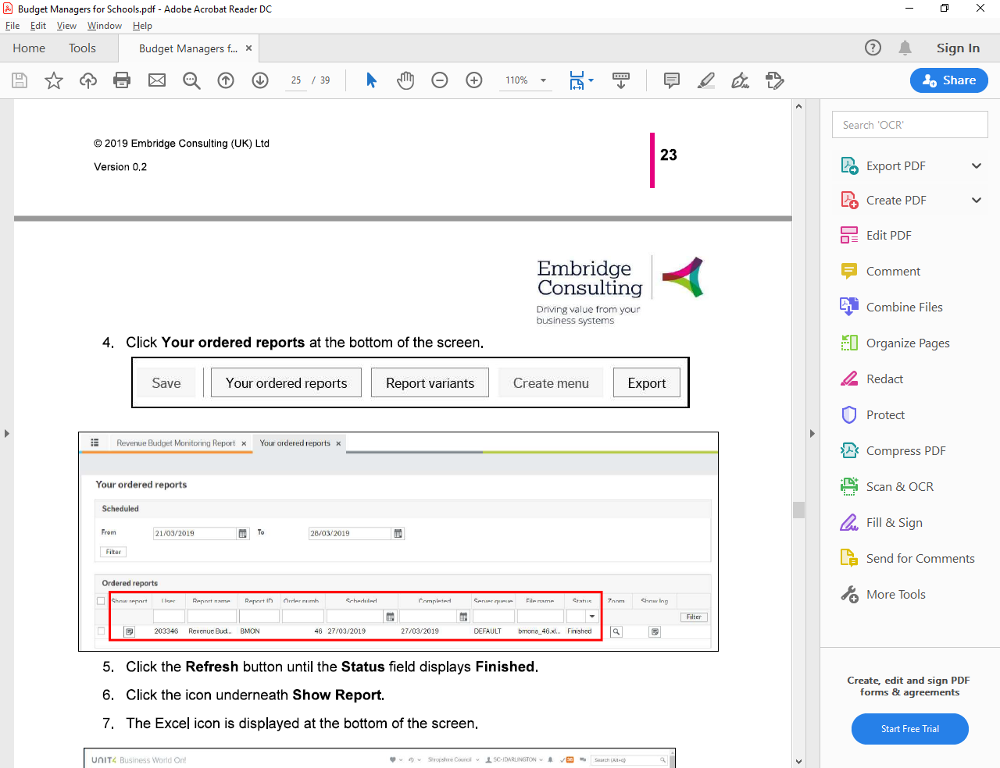 Budget Managers for Schools.pdf - Adobe Acrobat Reader DC
File Edit View Window Help
Home Tools Budget Managers f... × ? Sign In
25 / 39 110% Share
© 2019 Embridge Consulting (UK) Ltd
Version 0.2
23
Embridge
Consulting
Driving value from your
business systems
4. Click Your ordered reports at the bottom of the screen.
Save Your ordered reports Report variants Create menu Export
Revenue Budget Monitoring Report × Your ordered reports ×
Your ordered reports
Scheduled
From 21/03/2019 To 28/03/2019
Filter
Ordered reports
Show report User Report name Report ID Order numb Scheduled Completed Server queue File name Status Zoom Show log
Filter
203346 Revenue Bud... BMON 46 27/03/2019 27/03/2019 DEFAULT bmona_46.xl... Finished
5. Click the Refresh button until the Status field displays Finished.
6. Click the icon underneath Show Report.
7. The Excel icon is displayed at the bottom of the screen.
UNIT4 Business World On! Shropshire Council SC-JDARLINGTON 36 Search (Alt+q)
Search 'OCR'
Export PDF
Create PDF
Edit PDF
Comment
Combine Files
Organize Pages
Redact
Protect
Compress PDF
Scan & OCR
Fill & Sign
Send for Comments
More Tools
Create, edit and sign PDF
forms & agreements
Start Free Trial